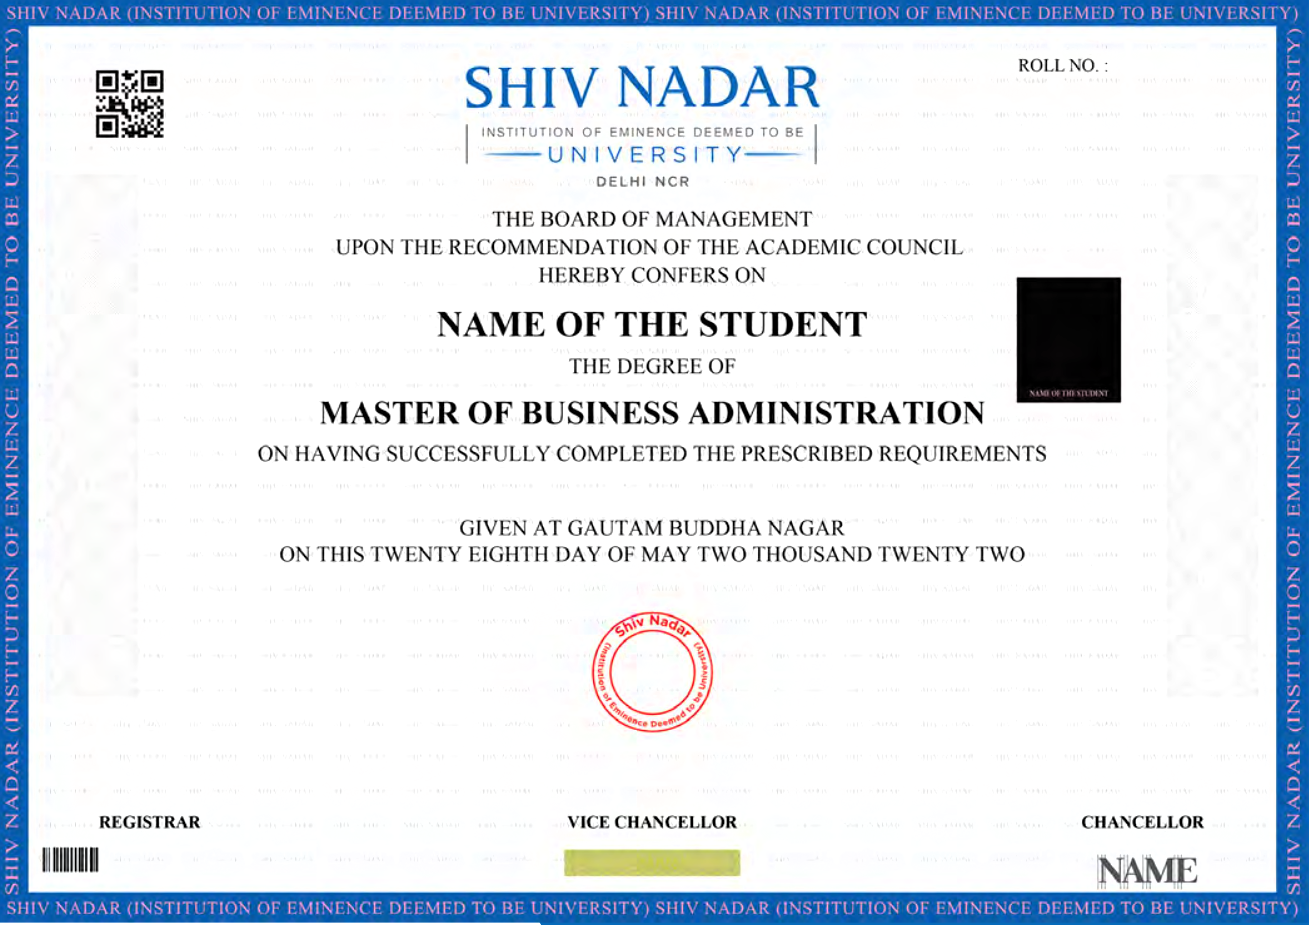 SHIV NADAR (INSTITUTION OF EMINENCE DEEMED TO BE UNIVERSITY) SHIV NADAR (INSTITUTION OF EMINENCE DEEMED TO BE UNIVERSITY)
SHIV NADAR (INSTITUTION OF EMINENCE DEEMED TO BE UNIVERSITY)
SHIV NADAR (INSTITUTION OF EMINENCE DEEMED TO BE UNIVERSITY)
ROLL NO. :
SHIV NADAR
INSTITUTION OF EMINENCE DEEMED TO BE
UNIVERSITY
DELHI NCR
THE BOARD OF MANAGEMENT
UPON THE RECOMMENDATION OF THE ACADEMIC COUNCIL
HEREBY CONFERS ON
NAME OF THE STUDENT
THE DEGREE OF
NAME OF THE STUDENT
MASTER OF BUSINESS ADMINISTRATION
ON HAVING SUCCESSFULLY COMPLETED THE PRESCRIBED REQUIREMENTS
GIVEN AT GAUTAM BUDDHA NAGAR
ON THIS TWENTY EIGHTH DAY OF MAY TWO THOUSAND TWENTY TWO
Shiv Nadar
(Institution of Eminence Deemed to be University)
REGISTRAR
VICE CHANCELLOR
CHANCELLOR
NAME
SHIV NADAR (INSTITUTION OF EMINENCE DEEMED TO BE UNIVERSITY) SHIV NADAR (INSTITUTION OF EMINENCE DEEMED TO BE UNIVERSITY)